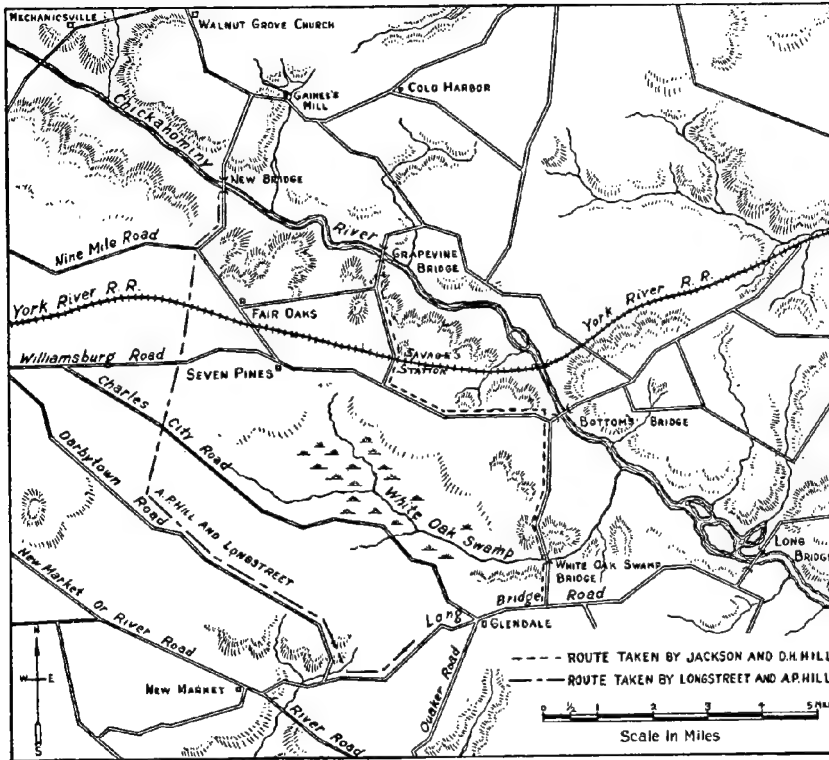 MECHANICSVILLE
WALNUT GROVE CHURCH
GAINES'S
MILL
COLD HARBOR
Chickahominy
River
NEW BRIDGE
Nine Mile Road
GRAPEVINE
BRIDGE
York River R.R.
York River R.R.
FAIR OAKS
SAVAGE'S
STATION
Williamsburg Road
SEVEN PINES
BOTTOM'S BRIDGE
Charles City Road
Darbytown Road
A.P.HILL AND LONGSTREET
White Oak Swamp
WHITE OAK SWAMP
BRIDGE
LONG
BRIDGE
New Market Or River Road
Long Bridge Road
GLENDALE
Quaker Road
NEW MARKET
River Road
N
W E
S
ROUTE TAKEN BY JACKSON AND D.H.HILL
ROUTE TAKEN BY LONGSTREET AND A.P.HILL
0 ½ 1 2 3 4 5 MILES
Scale In Miles